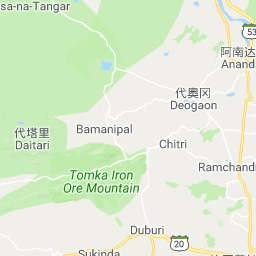 sa-na-Tangar
53
阿南达
Anand
代奥冈
Deogaon
代塔里
Daitari
Bamanipal
Chitri
Ramchand
Tomka Iron
Ore Mountain
Duburi
20
Sukinda